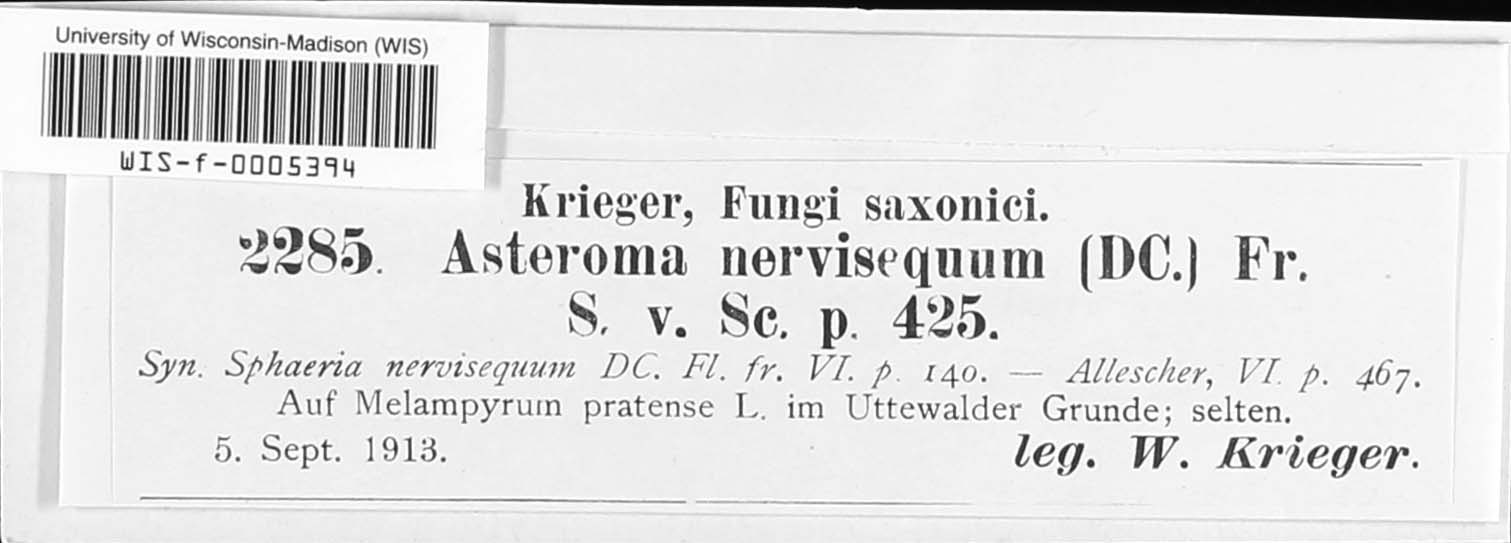 University of Wisconsin-Madison (WIS)
WIS-f-0005394
Krieger, Fungi saxonici.
2285. Asteroma nervisequum (DC.) Fr.
S. v. Sc. p. 425.
Syn. Sphaeria nervisequum DC. Fl. fr. VI. p. 140. — Allescher, VI. p. 467.
Auf Melampyrum pratense L. im Uttewalder Grunde; selten.
5. Sept. 1913.
leg. W. Krieger.